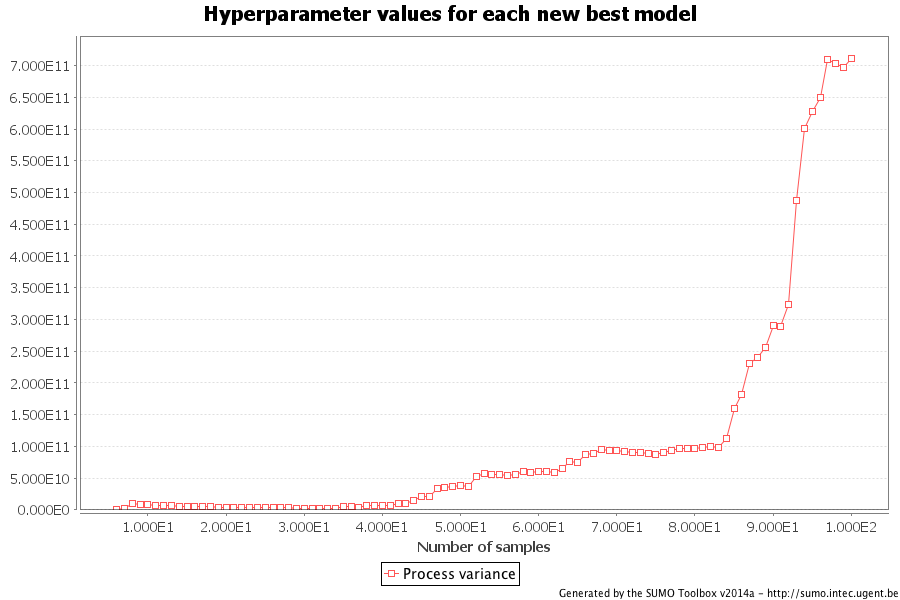 Hyperparameter values for each new best model
7.000E11
6.500E11
6.000E11
5.500E11
5.000E11
4.500E11
4.000E11
3.500E11
3.000E11
2.500E11
2.000E11
1.500E11
1.000E11
5.000E10
0.000E0
1.000E1 2.000E1 3.000E1 4.000E1 5.000E1 6.000E1 7.000E1 8.000E1 9.000E1 1.000E2
Number of samples
Process variance
Generated by the SUMO Toolbox v2014a - http://sumo.intec.ugent.be